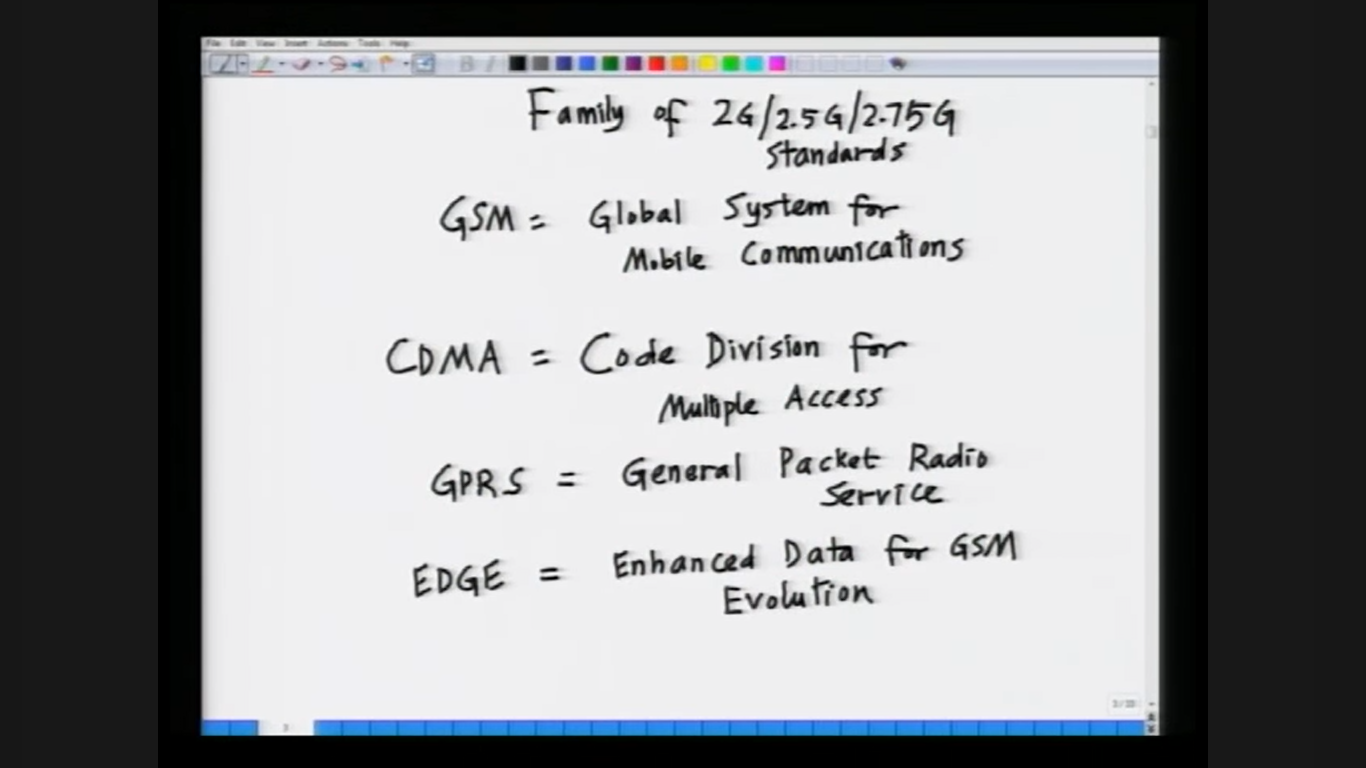 File Edit View Insert Actions Tools Help
Family of 2G/2.5G/2.75G
Standards
GSM = Global System for
Mobile Communications
CDMA = Code Division for
Multiple Access
GPRS = General Packet Radio
Service
EDGE = Enhanced Data for GSM
Evolution